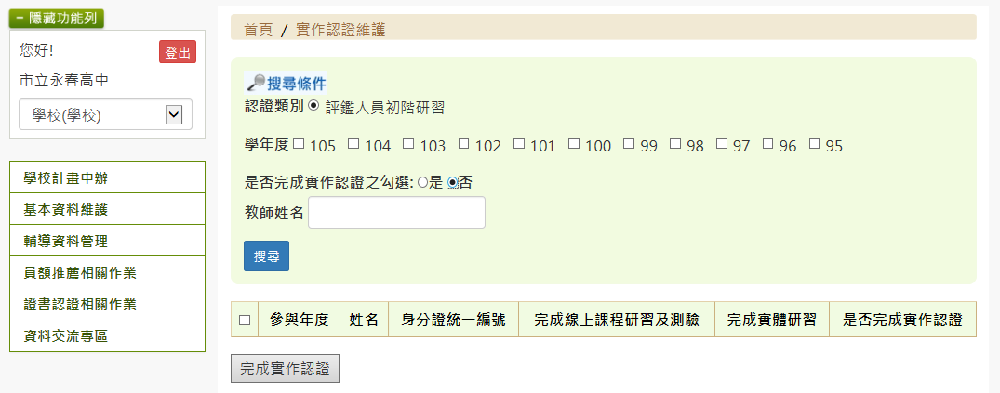 − 隱藏功能列
您好!
登出
市立永春高中
學校(學校)
學校計畫申辦
基本資料維護
輔導資料管理
員額推薦相關作業
證書認證相關作業
資料交流專區
首頁 / 實作認證維護
搜尋條件
認證類別 評鑑人員初階研習
學年度 105 104 103 102 101 100 99 98 97 96 95
是否完成實作認證之勾選: 是 否
教師姓名
搜尋
參與年度 姓名 身分證統一編號 完成線上課程研習及測驗 完成實體研習 是否完成實作認證
完成實作認證